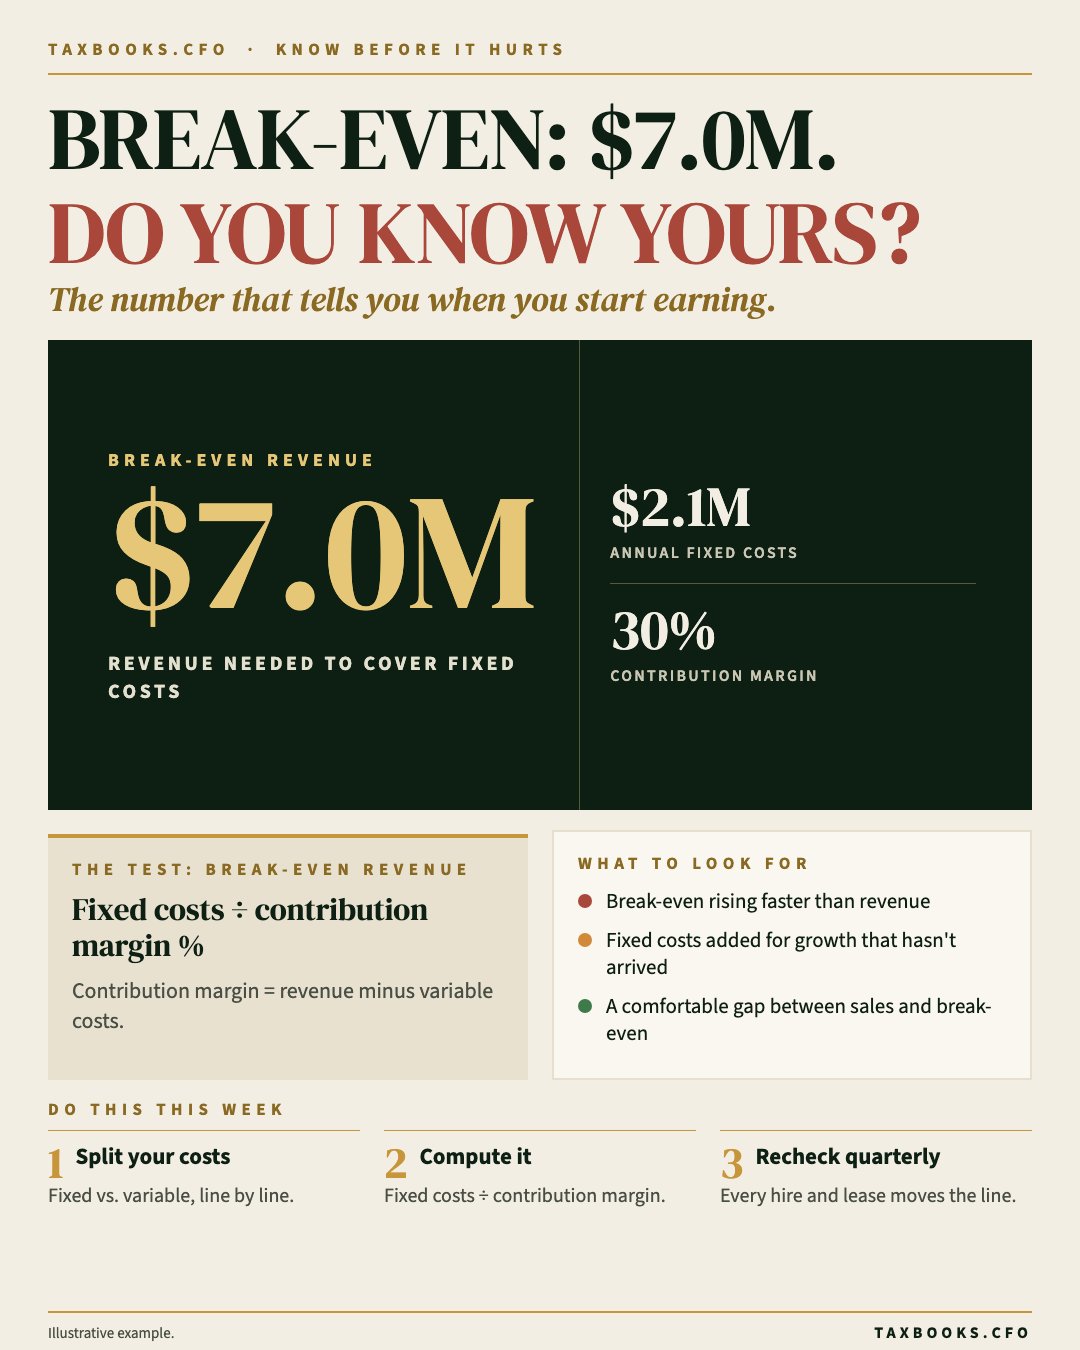 TAXBOOKS.CFO · KNOW BEFORE IT HURTS
BREAK-EVEN: $7.0M.
DO YOU KNOW YOURS?
The number that tells you when you start earning.
BREAK-EVEN REVENUE
$7.0M
REVENUE NEEDED TO COVER FIXED
COSTS
$2.1M
ANNUAL FIXED COSTS
30%
CONTRIBUTION MARGIN
THE TEST: BREAK-EVEN REVENUE
Fixed costs ÷ contribution
margin %
Contribution margin = revenue minus variable
costs.
WHAT TO LOOK FOR
Break-even rising faster than revenue
Fixed costs added for growth that hasn't
arrived
A comfortable gap between sales and break-
even
DO THIS THIS WEEK
1 Split your costs
Fixed vs. variable, line by line.
2 Compute it
Fixed costs ÷ contribution margin.
3 Recheck quarterly
Every hire and lease moves the line.
Illustrative example.
TAXBOOKS.CFO